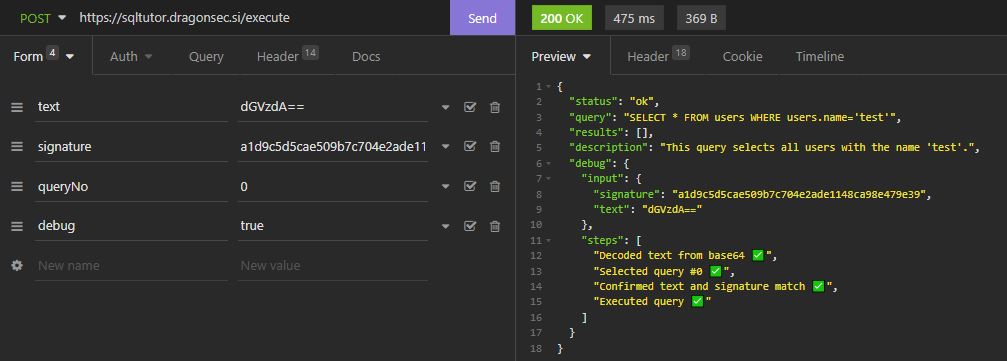 POST https://sqltutor.dragonsec.si/execute Send 200 OK 475 ms 369 B
Form 4 Auth Query Header 14 Docs Preview Header 18 Cookie Timeline
text dGVzdA==
signature a1d9c5d5cae509b7c704e2ade11
queryNo 0
debug true
New name New value
1 {
2 "status": "ok",
3 "query": "SELECT * FROM users WHERE users.name='test'",
4 "results": [],
5 "description": "This query selects all users with the name 'test'.",
6 "debug": {
7 "input": {
8 "signature": "a1d9c5d5cae509b7c704e2ade1148ca98e479e39",
9 "text": "dGVzdA=="
10 },
11 "steps": [
12 "Decoded text from base64 ✅",
13 "Selected query #0 ✅",
14 "Confirmed text and signature match ✅",
15 "Executed query ✅"
16 ]
17 }
18 }